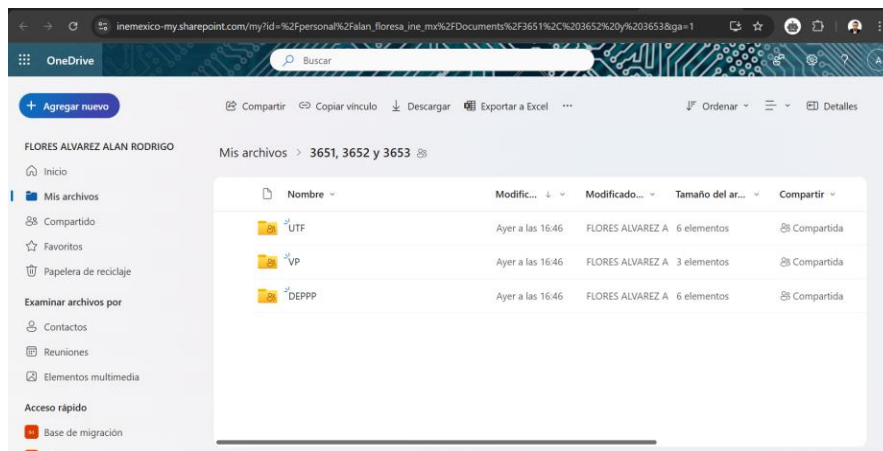 inemexico-my.sharepoint.com/my?id=%2Fpersonal%2Falan_floresa_ine_mx%2FDocuments%2F3651%2C%203652%20y%203653&ga=1
OneDrive
Buscar
Agregar nuevo
Compartir Copiar vínculo Descargar Exportar a Excel ... Ordenar Detalles
FLORES ALVAREZ ALAN RODRIGO
Mis archivos > 3651, 3652 y 3653
Inicio
Mis archivos
Compartido
Favoritos
Papelera de reciclaje
Examinar archivos por
Contactos
Reuniones
Elementos multimedia
Acceso rápido
Base de migración
Nombre Modific... Modificado... Tamaño del ar... Compartir
UTF Ayer a las 16:46 FLORES ALVAREZ A 6 elementos Compartida
VP Ayer a las 16:46 FLORES ALVAREZ A 3 elementos Compartida
DEPPP Ayer a las 16:46 FLORES ALVAREZ A 6 elementos Compartida